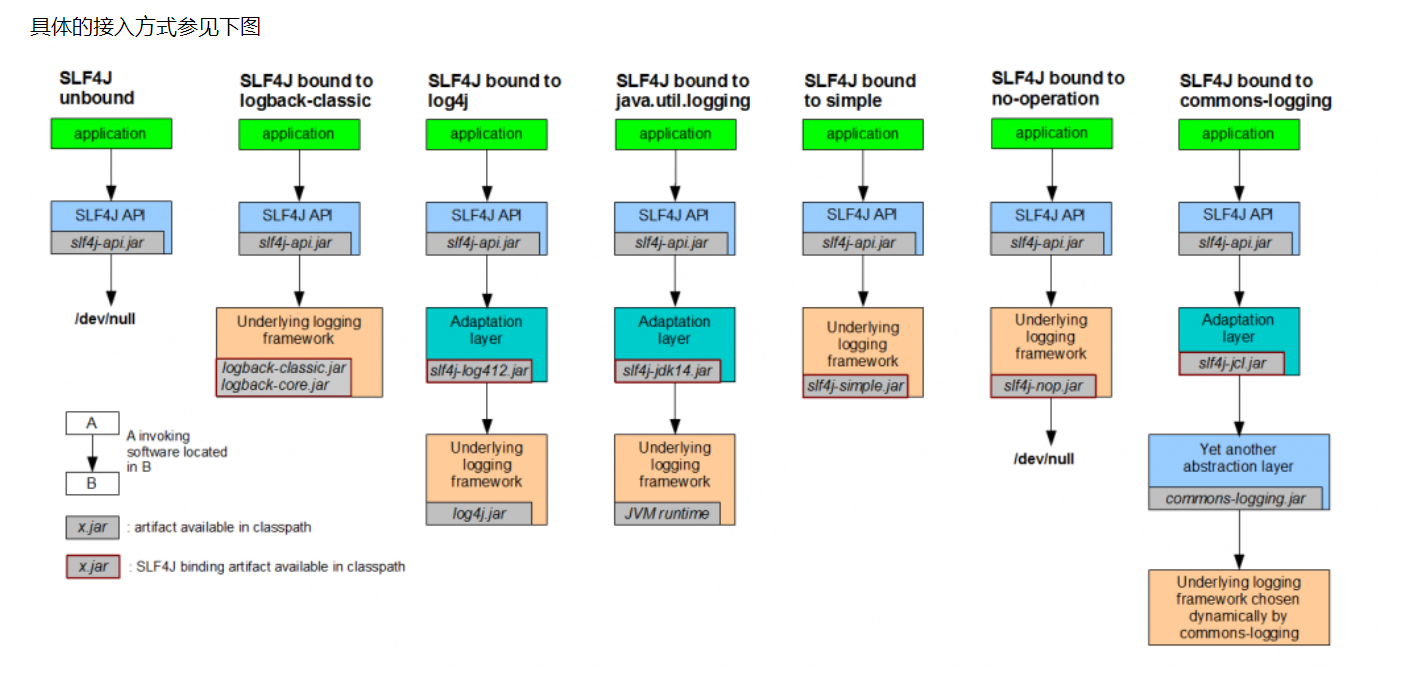 具体的接入方式参见下图
SLF4J
unbound
application
SLF4J API
slf4j-api.jar
/dev/null
SLF4J bound to
logback-classic
application
SLF4J API
slf4j-api.jar
Underlying logging
framework
logback-classic.jar
logback-core.jar
SLF4J bound to
log4j
application
SLF4J API
slf4j-api.jar
Adaptation
layer
slf4j-log412.jar
Underlying
logging
framework
log4j.jar
SLF4J bound to
java.util.logging
application
SLF4J API
slf4j-api.jar
Adaptation
layer
slf4j-jdk14.jar
Underlying
logging
framework
JVM runtime
SLF4J bound
to simple
application
SLF4J API
slf4j-api.jar
Underlying
logging
framework
slf4j-simple.jar
SLF4J bound to
no-operation
application
SLF4J API
slf4j-api.jar
Underlying
logging
framework
slf4j-nop.jar
/dev/null
SLF4J bound to
commons-logging
application
SLF4J API
slf4j-api.jar
Adaptation
layer
slf4j-jcl.jar
Yet another
abstraction layer
commons-logging.jar
Underlying logging
framework chosen
dynamically by
commons-logging
A
A invoking
software located
in B
B
x.jar : artifact available in classpath
x.jar : SLF4J binding artifact available in classpath